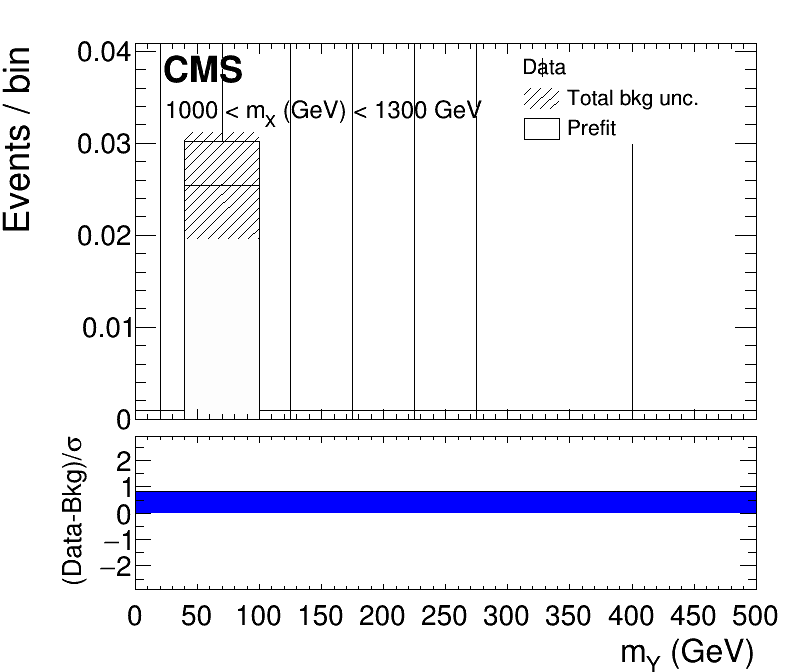 0.04
CMS
Data
1000 < mX (GeV) < 1300 GeV
Total bkg unc.
Prefit
0.03
0.02
0.01
0
Events / bin
2
1
0
−1
−2
(Data-Bkg)/σ
0 50 100 150 200 250 300 350 400 450 500
mY (GeV)